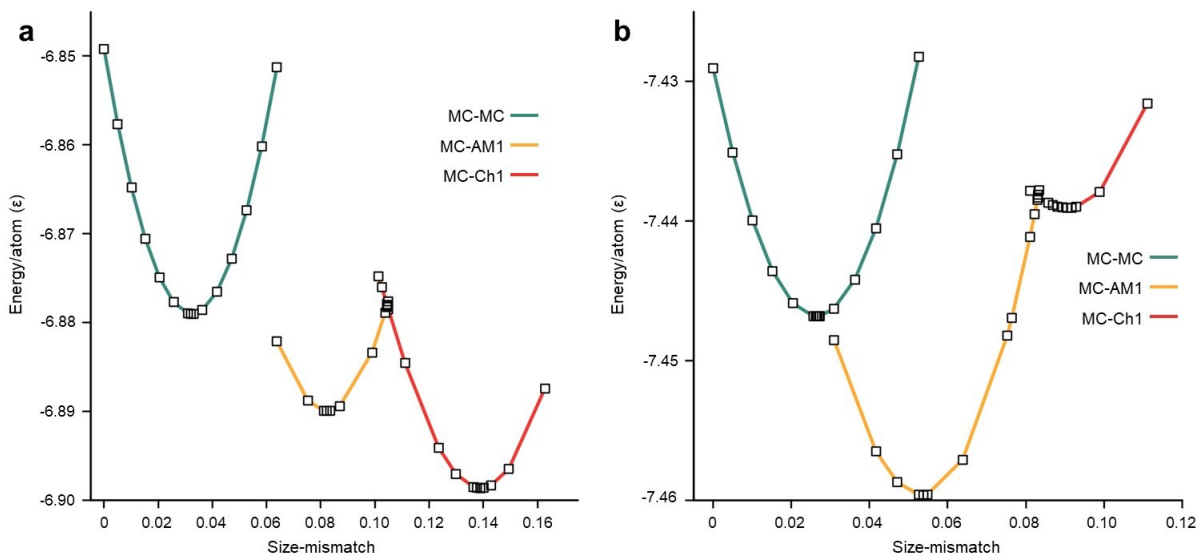 a
-6.85
-6.86
-6.87
-6.88
-6.89
-6.90
Energy/atom (ε)
MC-MC
MC-AM1
MC-Ch1
0 0.02 0.04 0.06 0.08 0.10 0.12 0.14 0.16
Size-mismatch
b
-7.43
-7.44
-7.45
-7.46
Energy/atom (ε)
MC-MC
MC-AM1
MC-Ch1
0 0.02 0.04 0.06 0.08 0.10 0.12
Size-mismatch